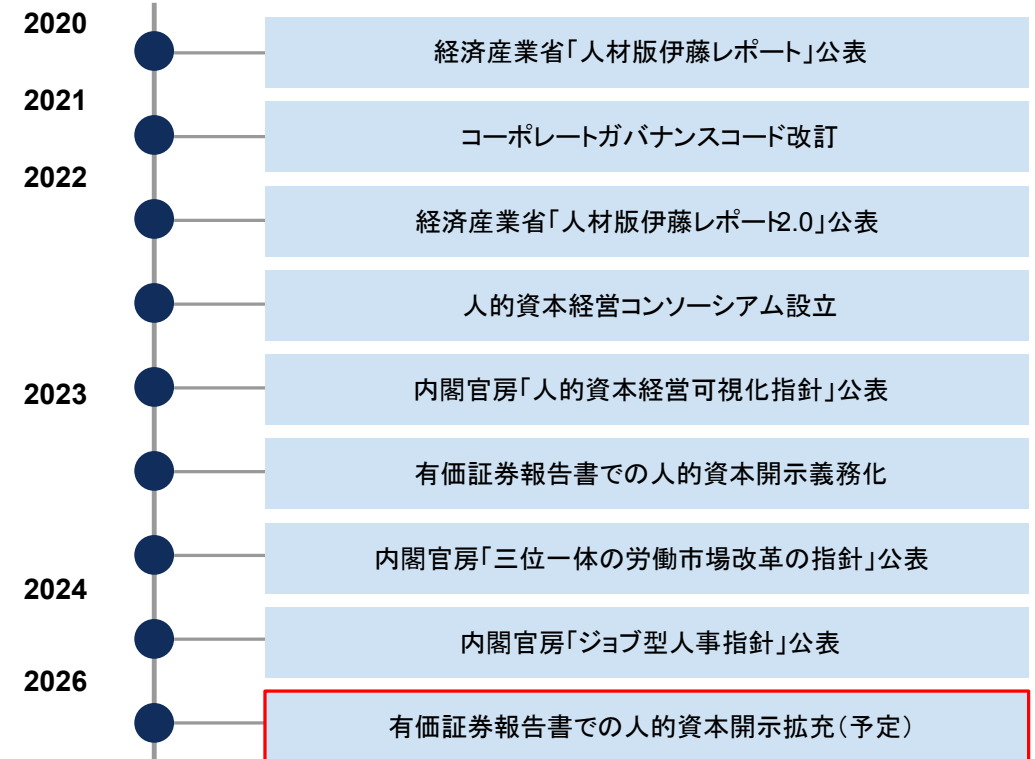 2020
経済産業省「人材版伊藤レポート」公表
2021
コーポレートガバナンスコード改訂
2022
経済産業省「人材版伊藤レポート2.0」公表
人的資本経営コンソーシアム設立
2023
内閣官房「人的資本経営可視化指針」公表
有価証券報告書での人的資本開示義務化
内閣官房「三位一体の労働市場改革の指針」公表
2024
内閣官房「ジョブ型人事指針」公表
2026
有価証券報告書での人的資本開示拡充（予定）